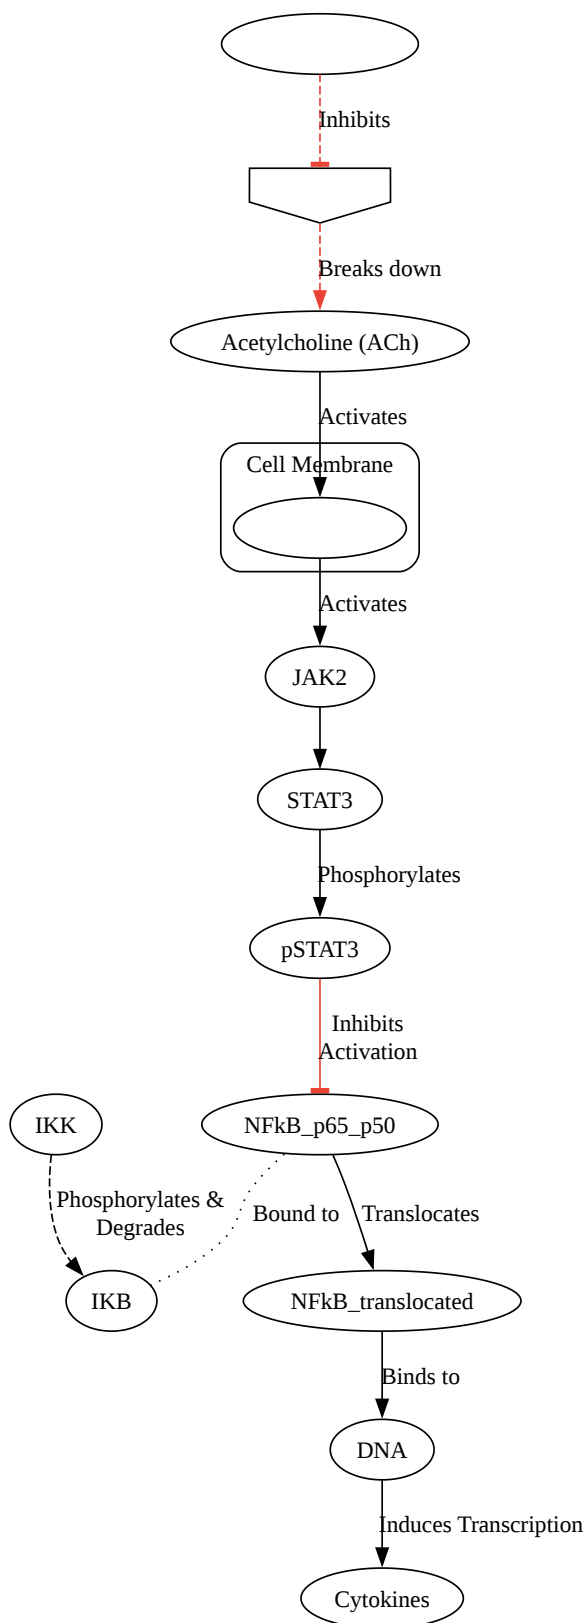 Inhibits
Breaks down
Acetylcholine (ACh)
Activates
Cell Membrane
Activates
JAK2
STAT3
Phosphorylates
pSTAT3
Inhibits
Activation
IKK
NFkB_p65_p50
Phosphorylates &
Degrades
Bound to
Translocates
IKB
NFkB_translocated
Binds to
DNA
Induces Transcription
Cytokines